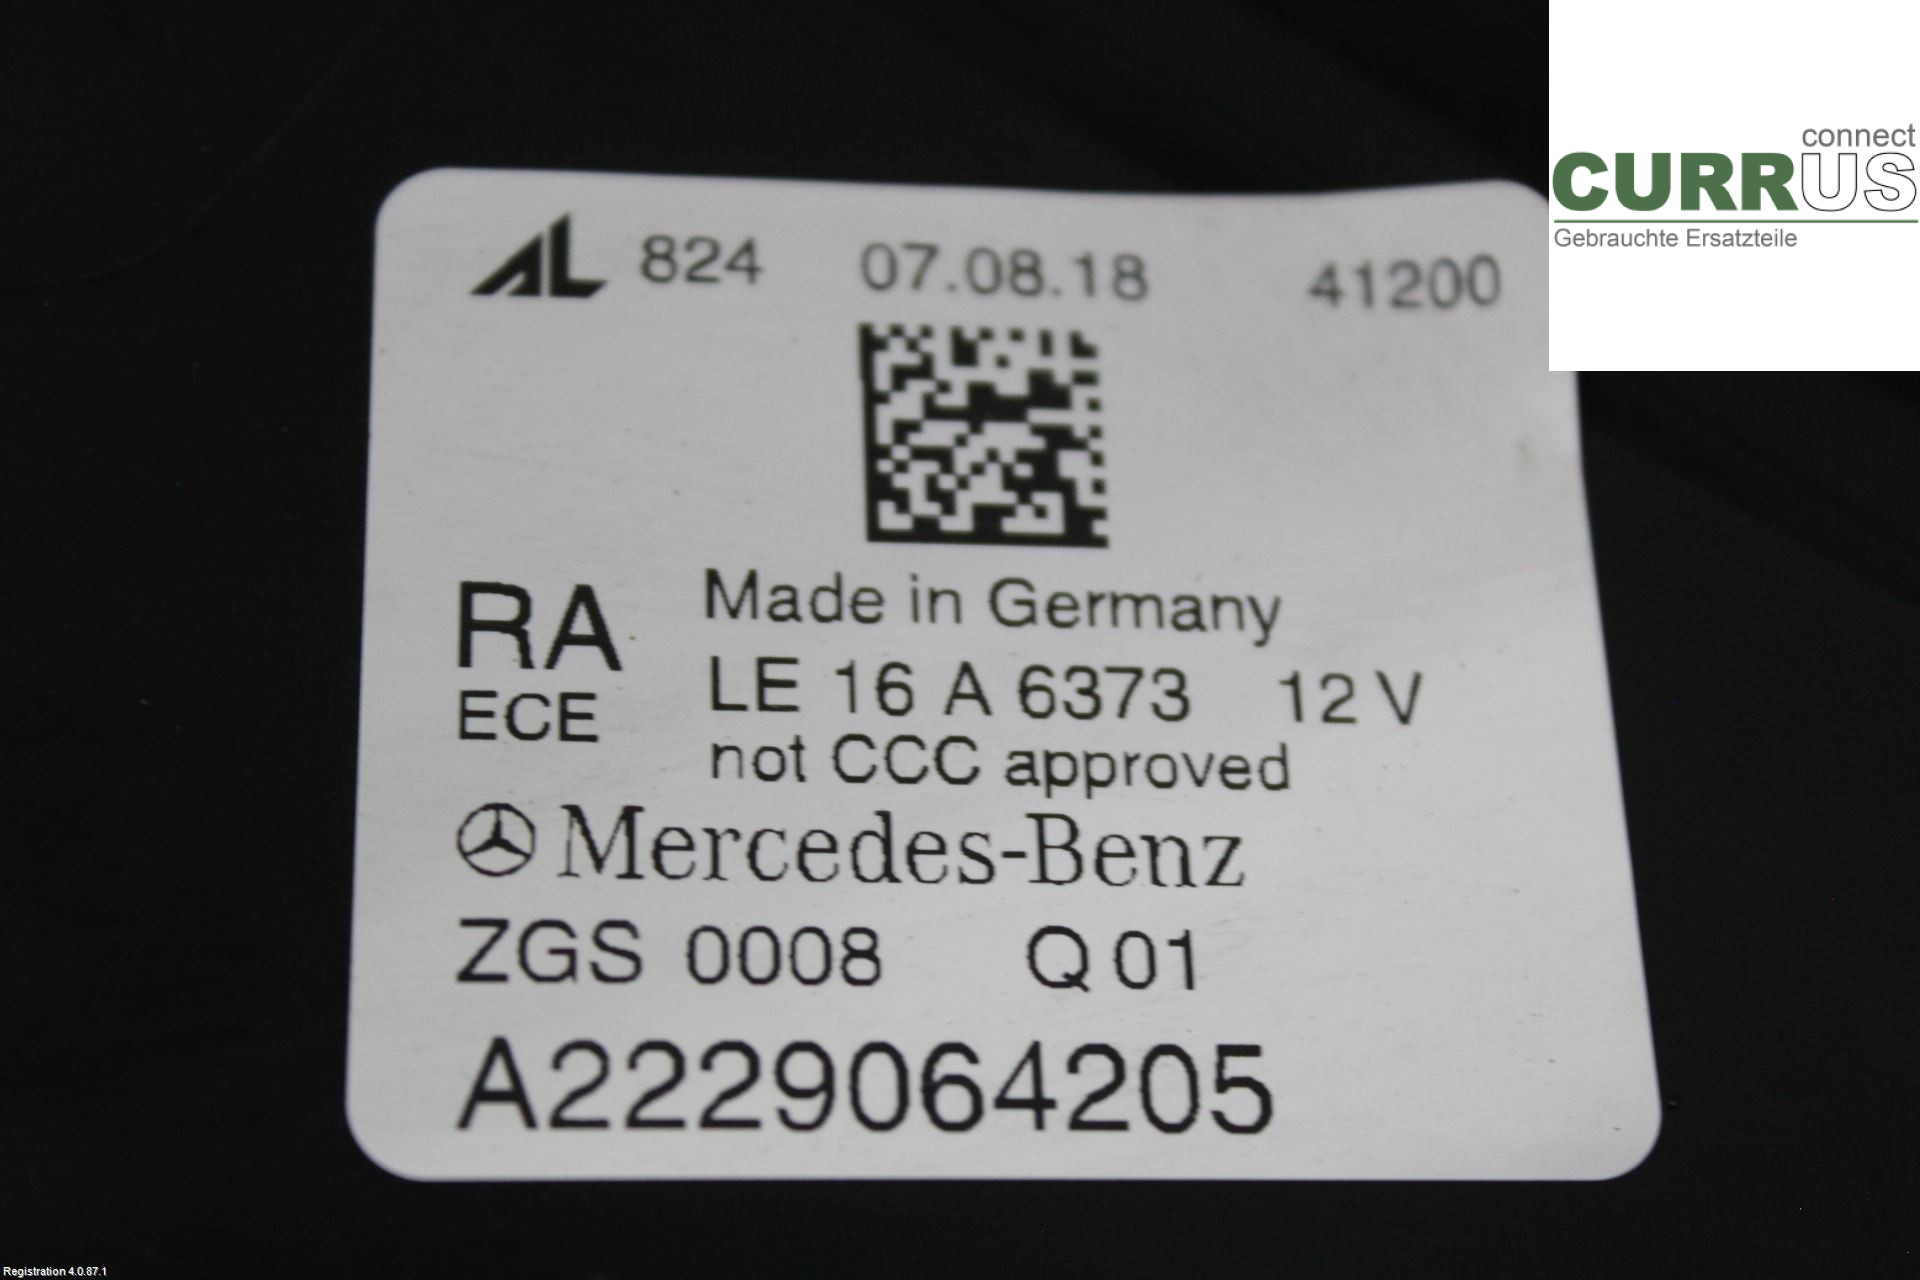 connect
CURRUS
Gebrauchte Ersatzteile
AL 824 07.08.18 41200
RA
ECE
Made in Germany
LE 16 A 6373 12 V
not CCC approved
Mercedes-Benz
ZGS 0008 Q 01
A2229064205
Registration 4.0.87.1